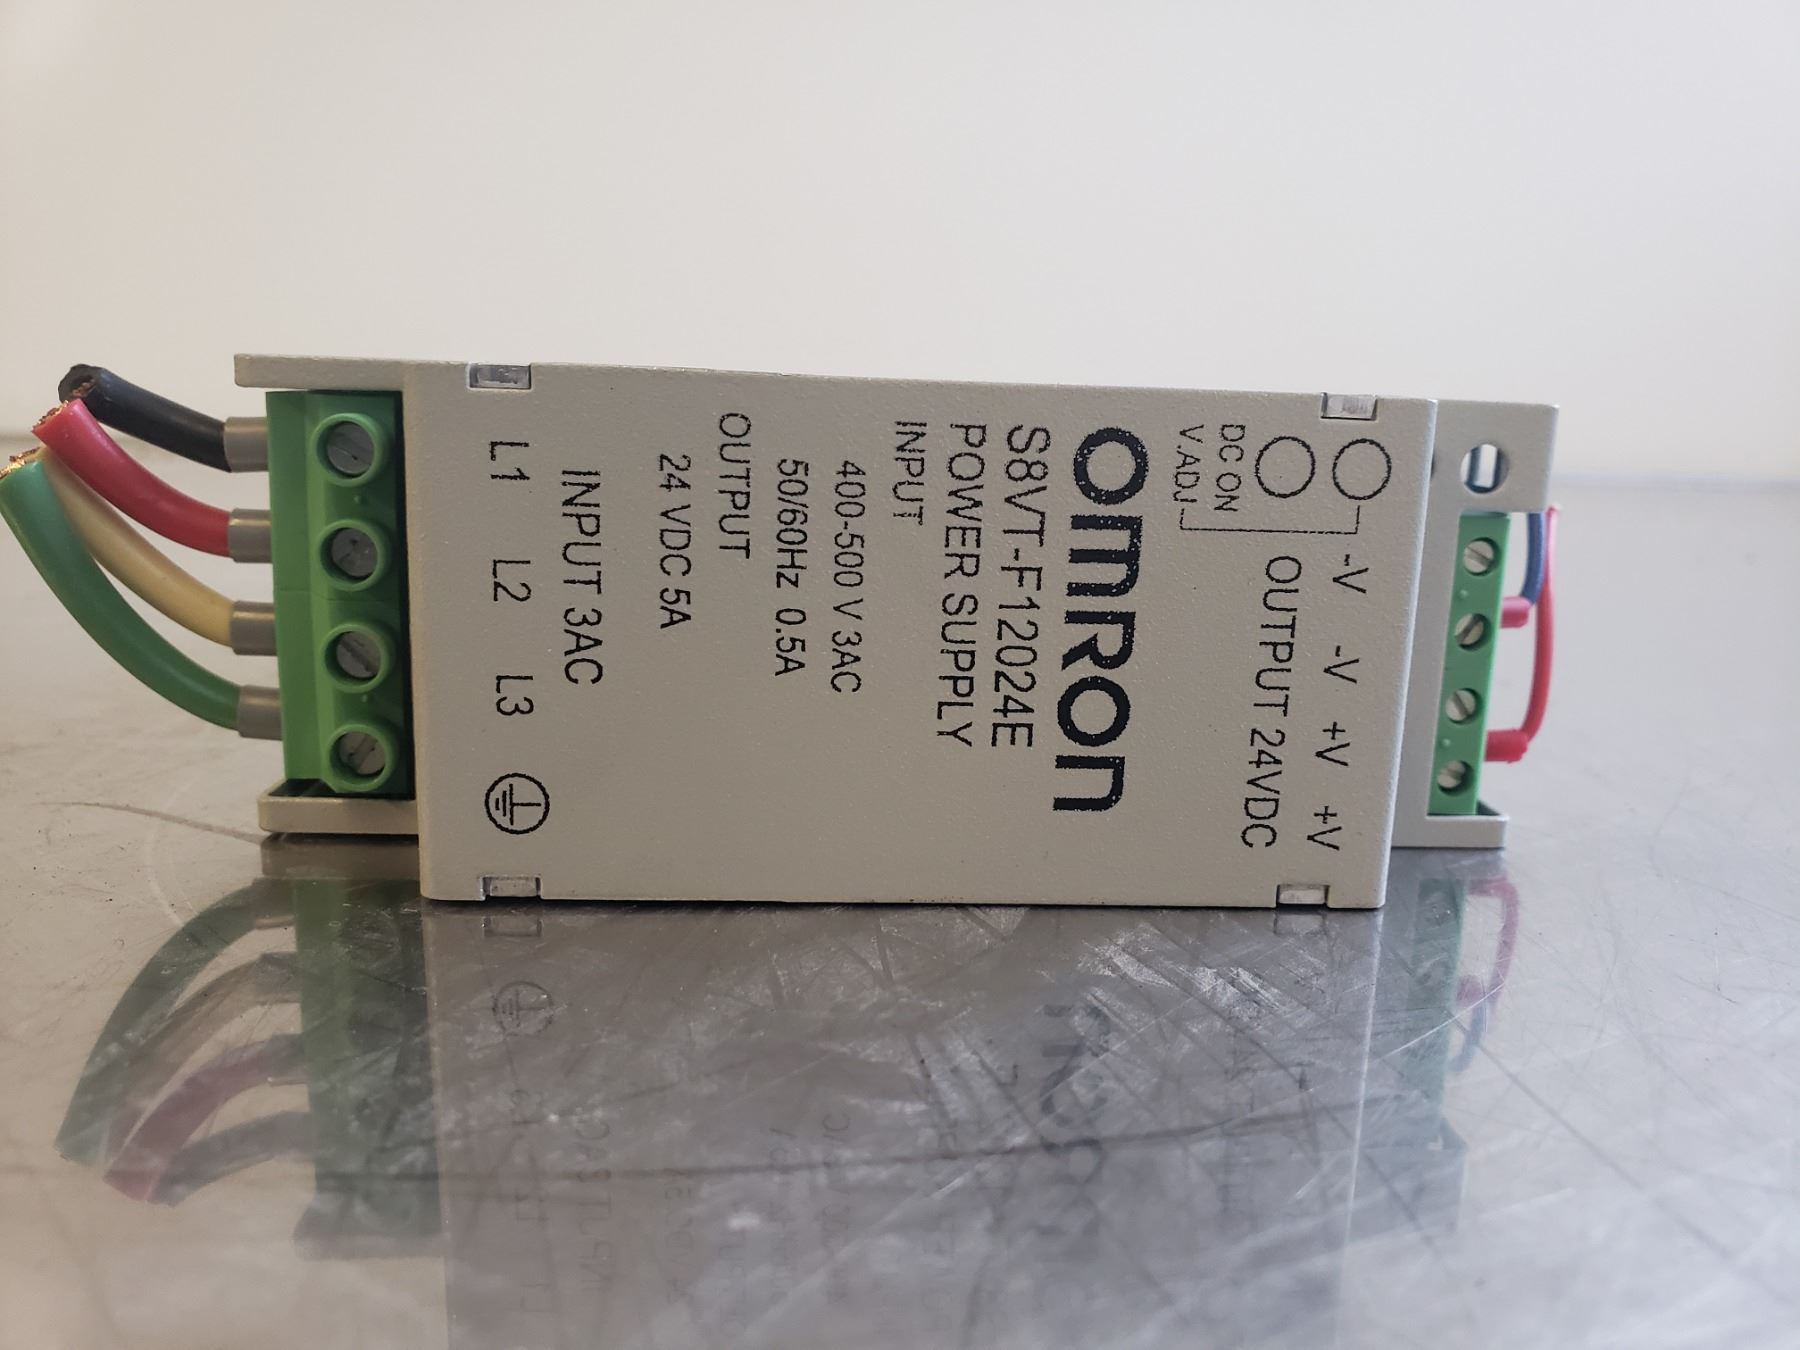 -V -V +V +V
OUTPUT 24VDC
DC ON
V ADJ
OMRON
S8VT-F12024E
POWER SUPPLY
INPUT
400-500 V 3AC
50/60Hz 0.5A
OUTPUT
24 VDC 5A
INPUT 3AC
L1 L2 L3